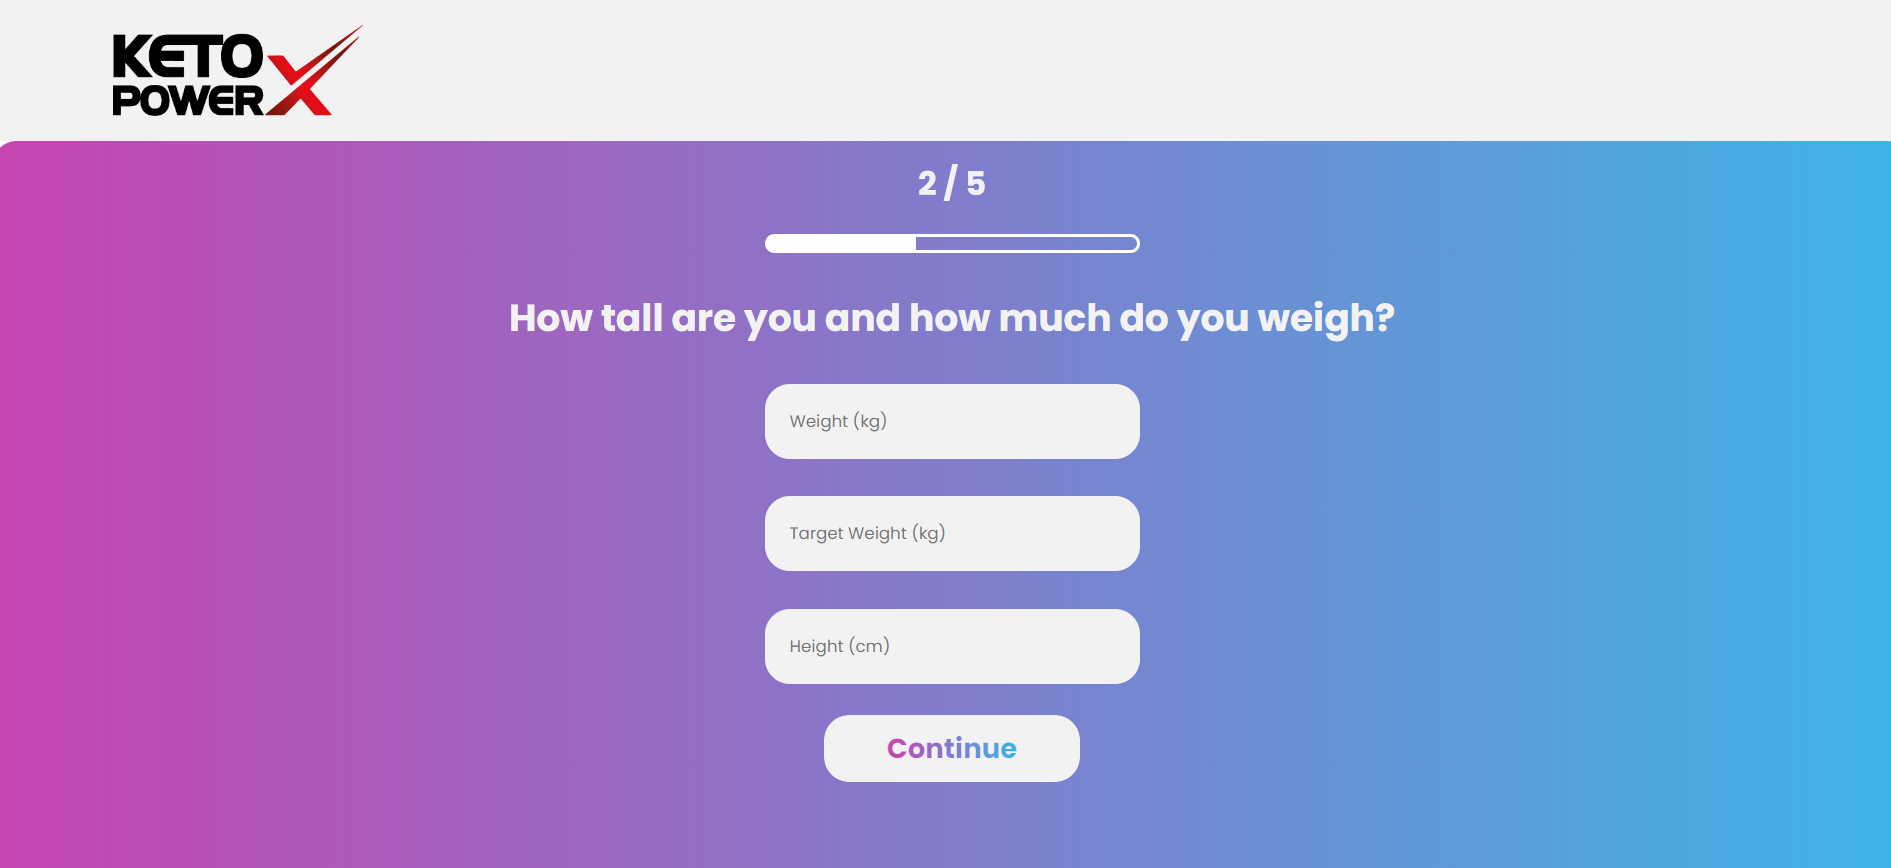 KETO
POWER X
2 / 5
How tall are you and how much do you weigh?
Weight (kg)
Target Weight (kg)
Height (cm)
Continue